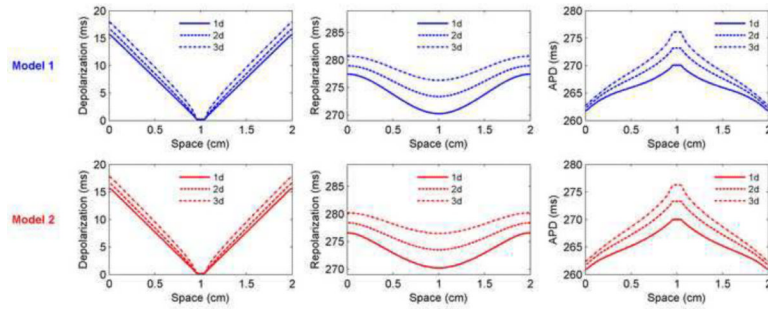 Model 1
Depolarization (ms)
20
15
10
5
0
1d
2d
3d
0 0.5 1 1.5 2
Space (cm)
Repolarization (ms)
285
280
275
270
1d
2d
3d
0 0.5 1 1.5 2
Space (cm)
APD (ms)
280
275
270
265
260
1d
2d
3d
0 0.5 1 1.5 2
Space (cm)
Model 2
Depolarization (ms)
20
15
10
5
0
1d
2d
3d
0 0.5 1 1.5 2
Space (cm)
Repolarization (ms)
285
280
275
270
1d
2d
3d
0 0.5 1 1.5 2
Space (cm)
APD (ms)
280
275
270
265
260
1d
2d
3d
0 0.5 1 1.5 2
Space (cm)